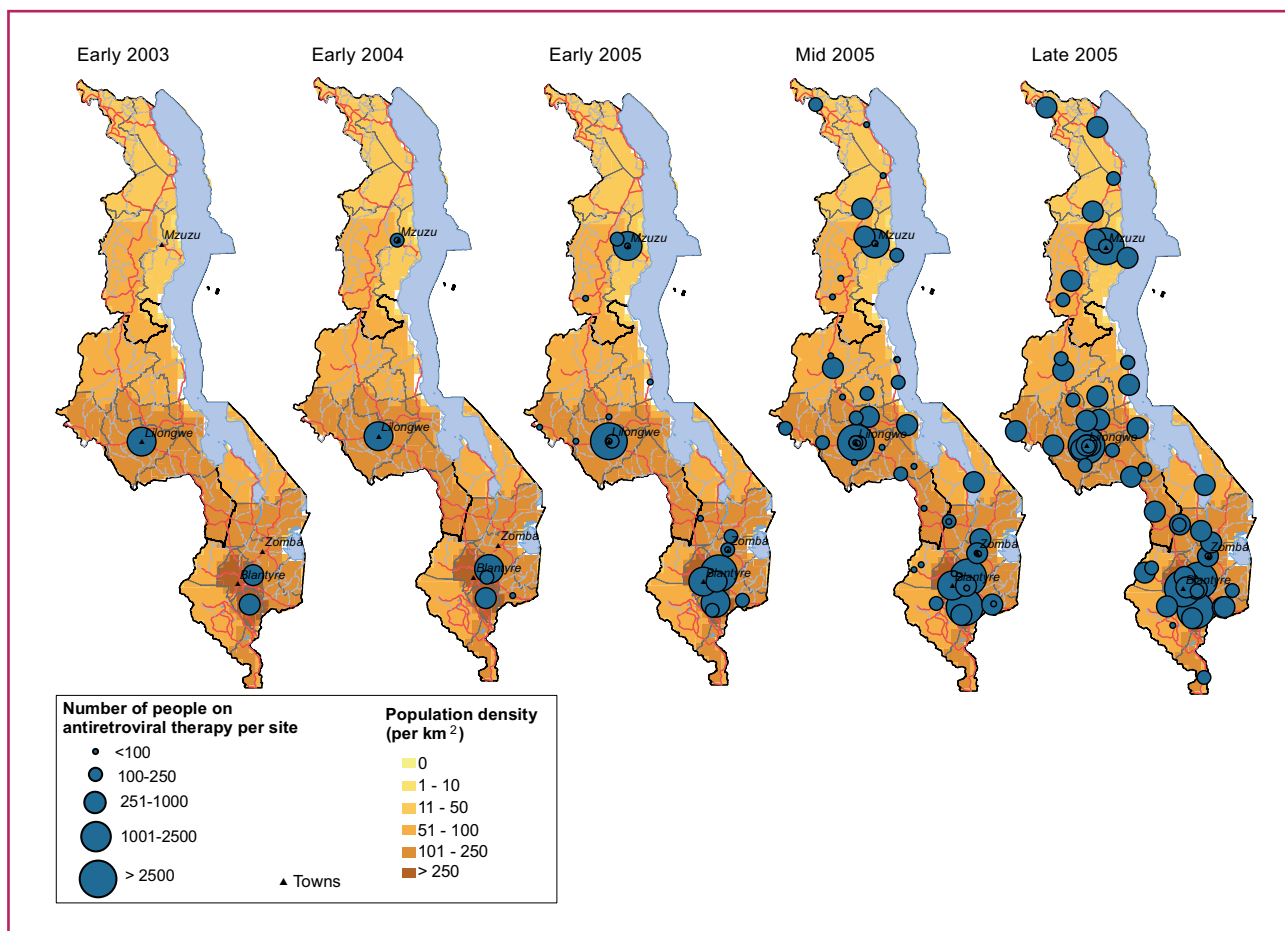 Early 2003
Early 2004
Early 2005
Mid 2005
Late 2005
Mzuzu
Lilongwe
Zomba
Blantyre
Mzuzu
Lilongwe
Zomba
Blantyre
Mzuzu
Lilongwe
Zomba
Blantyre
Mzuzu
Lilongwe
Zomba
Blantyre
Mzuzu
Lilongwe
Zomba
Blantyre
Number of people on
antiretroviral therapy per site
<100
100-250
251-1000
1001-2500
> 2500
Towns
Population density
(per km²)
0
1 - 10
11 - 50
51 - 100
101 - 250
> 250